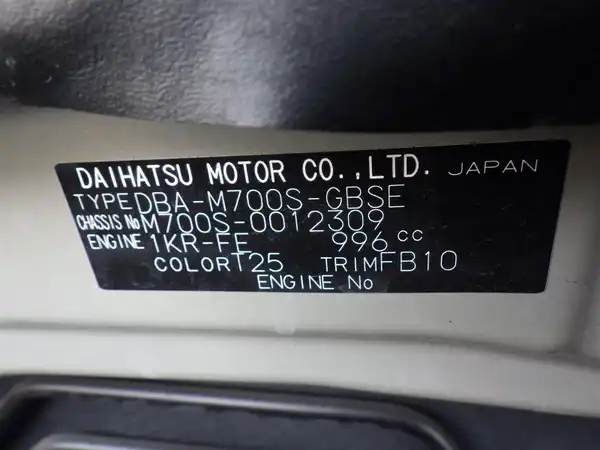 DAIHATSU MOTOR CO.,LTD. JAPAN
TYPE DBA-M700S-GBSE
CHASSIS No M700S-0012309
ENGINE 1KR-FE 996 cc
COLOR T25 TRIM FB10
ENGINE No